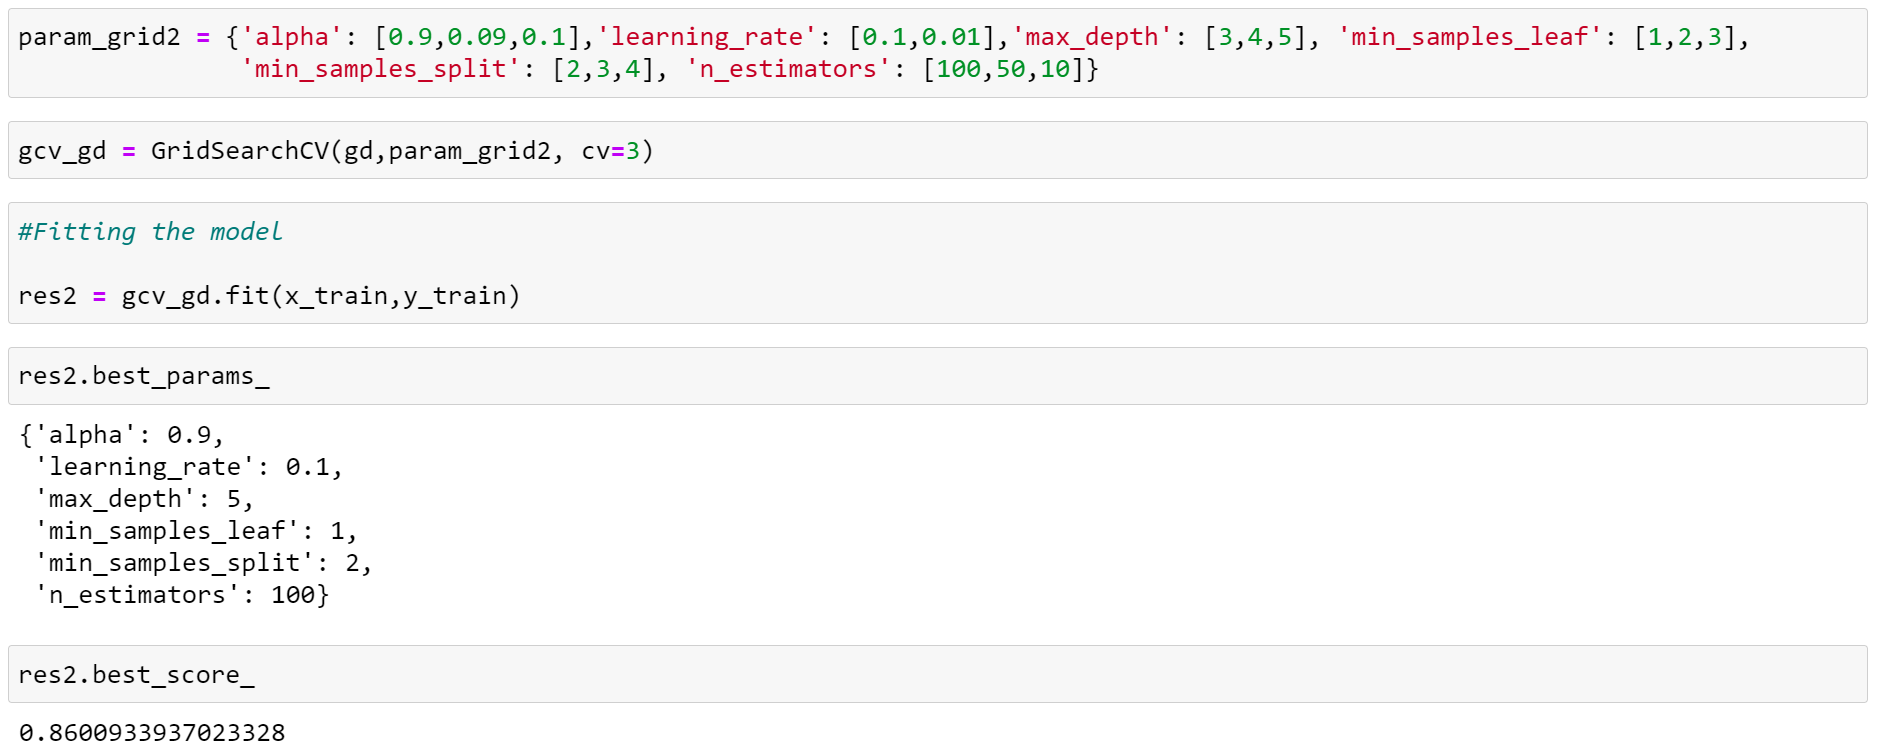 param_grid2 = {'alpha': [0.9,0.09,0.1],'learning_rate': [0.1,0.01],'max_depth': [3,4,5], 'min_samples_leaf': [1,2,3],
'min_samples_split': [2,3,4], 'n_estimators': [100,50,10]}
gcv_gd = GridSearchCV(gd,param_grid2, cv=3)
#Fitting the model
res2 = gcv_gd.fit(x_train,y_train)
res2.best_params_
{'alpha': 0.9,
'learning_rate': 0.1,
'max_depth': 5,
'min_samples_leaf': 1,
'min_samples_split': 2,
'n_estimators': 100}
res2.best_score_
0.8600933937023328